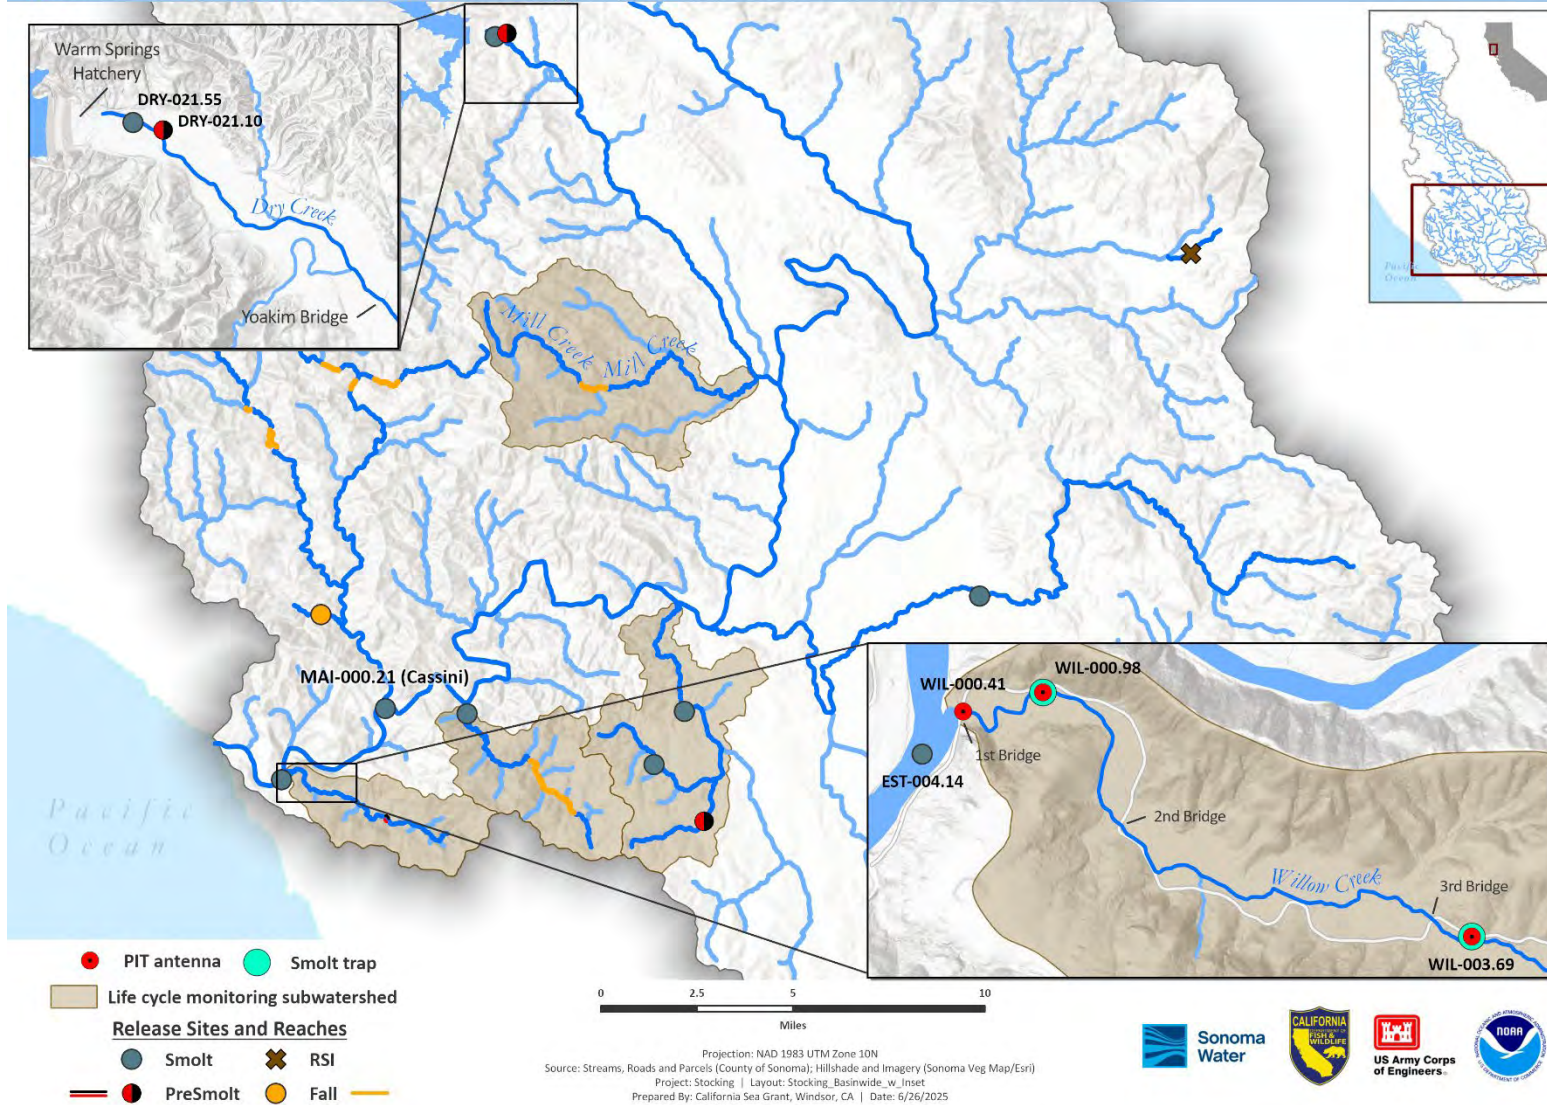 Warm Springs
Hatchery
DRY-021.55
DRY-021.10
Dry Creek
Yoakim Bridge
Pacific
Ocean
Mill Creek
Mill Creek
MAI-000.21 (Cassini)
Pacific
Ocean
WIL-000.98
WIL-000.41
1st Bridge
EST-004.14
2nd Bridge
Willow Creek
3rd Bridge
WIL-003.69
PIT antenna
Smolt trap
Life cycle monitoring subwatershed
Release Sites and Reaches
Smolt
RSI
PreSmolt
Fall
0 2.5 5 10
Miles
Projection: NAD 1983 UTM Zone 10N
Source: Streams, Roads and Parcels (County of Sonoma); Hillshade and Imagery (Sonoma Veg Map/Esri)
Project: Stocking | Layout: Stocking_Basinwide_w_Inset
Prepared By: California Sea Grant, Windsor, CA | Date: 6/26/2025
Sonoma
Water
CALIFORNIA
FISH &
WILDLIFE
US Army Corps
of Engineers
NOAA